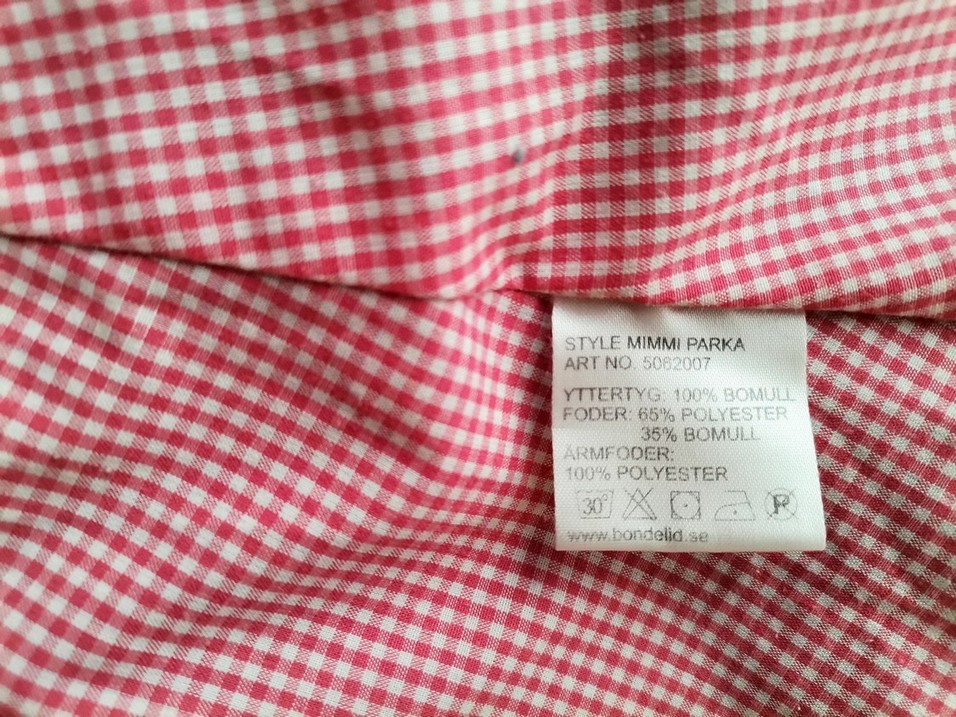 STYLE MIMMI PARKA
ART NO. 5062007
YTTERTYG: 100% BOMULL
FODER: 65% POLYESTER
35% BOMULL
ÄRMFODER:
100% POLYESTER
30° P
www.bondelid.se